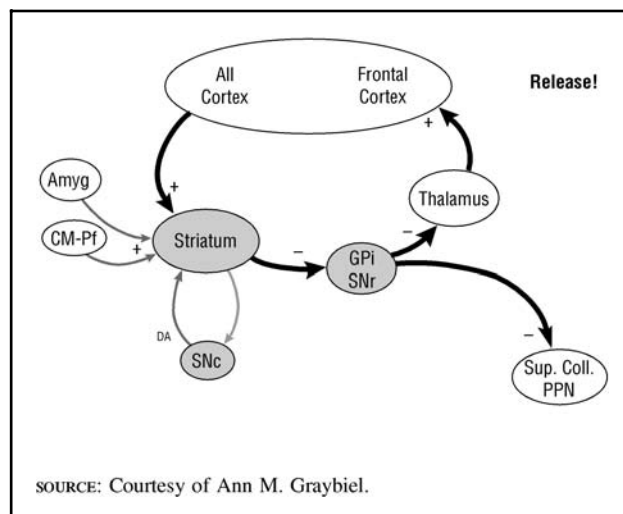 All
Cortex
Frontal
Cortex
Release!
+
+
Amyg
Thalamus
CM-Pf
+
Striatum
–
–
GPi
SNr
DA
SNc
–
Sup. Coll.
PPN
SOURCE: Courtesy of Ann M. Graybiel.